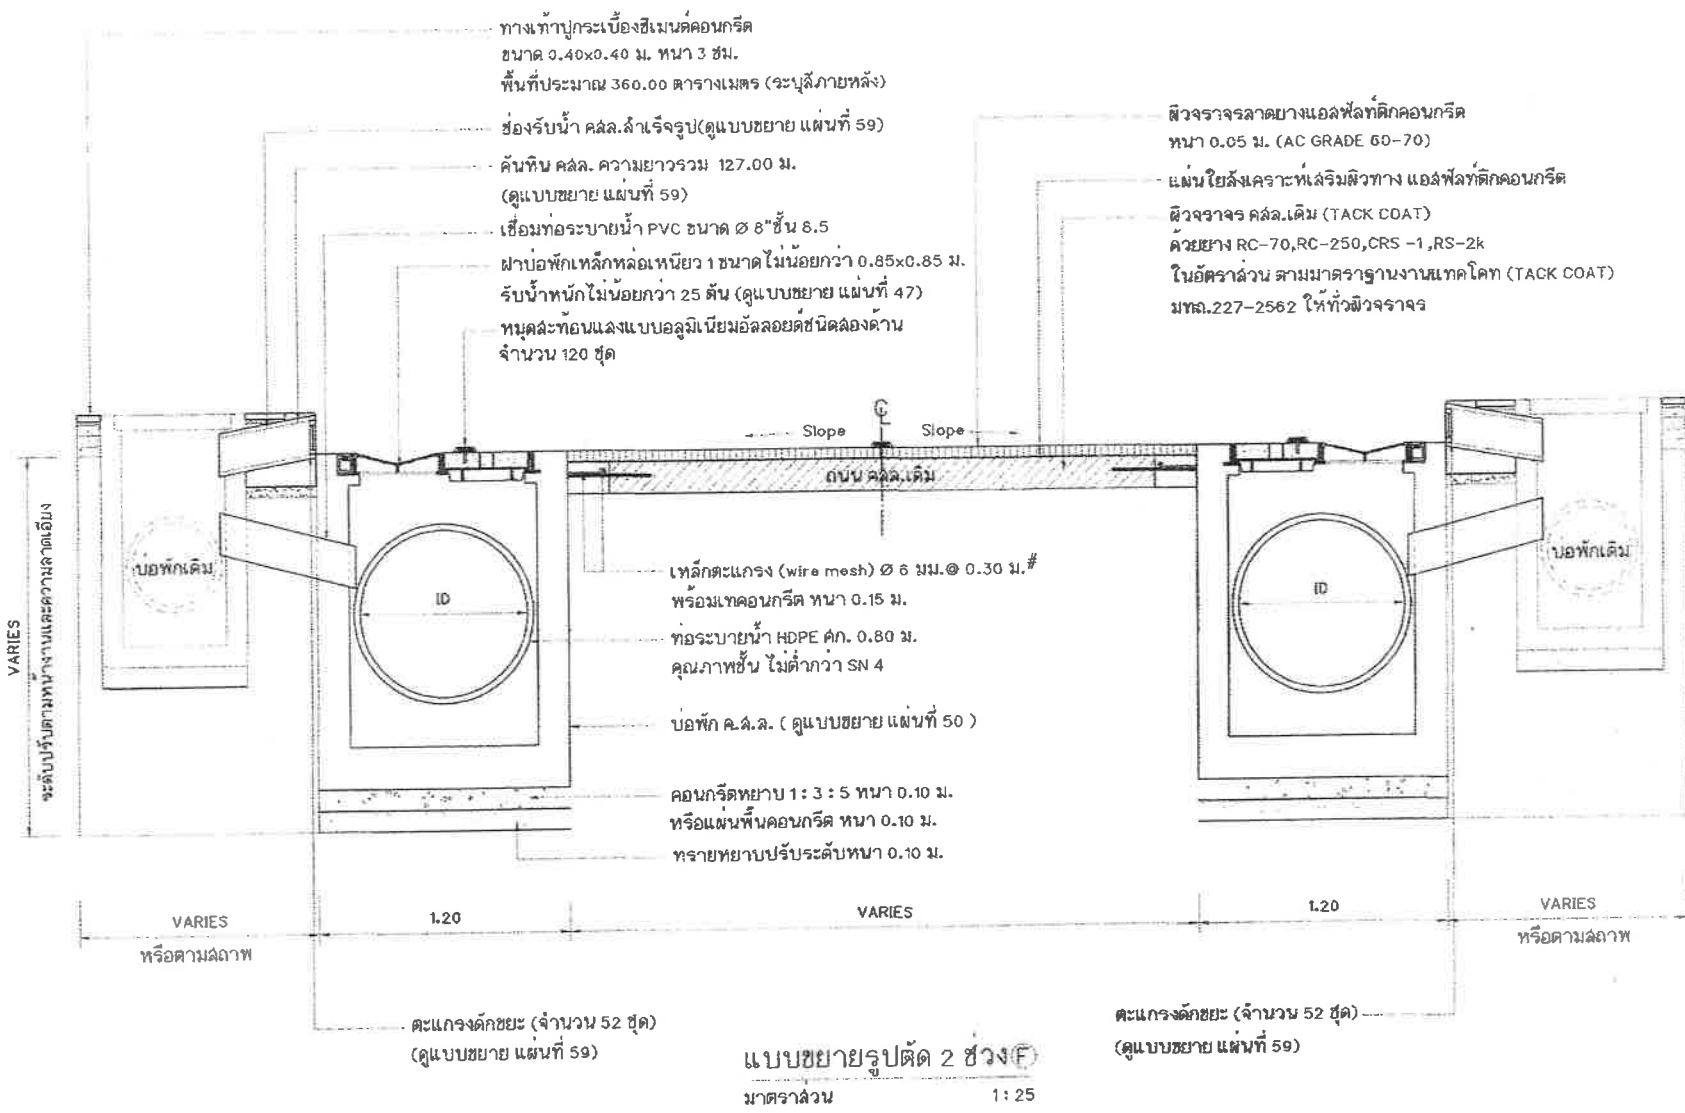 ทางเท้าปูกระเบื้องซีเมนต์คอนกรีต
ขนาด 0.40x0.40 ม. หนา 3 ซม.
พื้นที่ประมาณ 360.00 ตารางเมตร (ระบุสีภายหลัง)
ช่องรับน้ำ คสล.สำเร็จรูป(ดูแบบขยาย แผ่นที่ 59)
คันหิน คสล. ความยาวรวม 127.00 ม.
(ดูแบบขยาย แผ่นที่ 59)
เชื่อมท่อระบายน้ำ PVC ขนาด Ø 8"ชั้น 8.5
ฝาบ่อพักเหล็กหล่อเหนียว 1 ขนาดไม่น้อยกว่า 0.85x0.85 ม.
รับน้ำหนักไม่น้อยกว่า 25 ตัน (ดูแบบขยาย แผ่นที่ 47)
หมุดสะท้อนแสงแบบอลูมิเนียมอัลลอยด์ชนิดสองด้าน
จำนวน 120 ชุด
ผิวจราจรลาดยางแอสฟัลท์ติกคอนกรีต
หนา 0.05 ม. (AC GRADE 60-70)
แผ่นใยสังเคราะห์เสริมผิวทาง แอสฟัลท์ติกคอนกรีต
ผิวจราจร คสล.เดิม (TACK COAT)
ด้วยยาง RC-70,RC-250,CRS -1,RS-2k
ในอัตราส่วน ตามมาตราฐานงานแทคโคท (TACK COAT)
มทถ.227-2562 ให้ทั่วผิวจราจร
℄
Slope
Slope
ถนน คสล.เดิม
บ่อพักเดิม
ID
ID
บ่อพักเดิม
VARIES
ระดับปรับตามหน้างานและความลาดเอียง
เหล็กตะแกรง (wire mesh) Ø 6 มม.@ 0.30 ม.#
พร้อมเทคอนกรีต หนา 0.15 ม.
ท่อระบายน้ำ HDPE ศก. 0.80 ม.
คุณภาพชั้น ไม่ต่ำกว่า SN 4
บ่อพัก ค.ส.ล. ( ดูแบบขยาย แผ่นที่ 50 )
คอนกรีตหยาบ 1 : 3 : 5 หนา 0.10 ม.
หรือแผ่นพื้นคอนกรีต หนา 0.10 ม.
ทรายหยาบปรับระดับหนา 0.10 ม.
VARIES
หรือตามสภาพ
1.20
VARIES
1.20
VARIES
หรือตามสภาพ
ตะแกรงดักขยะ (จำนวน 52 ชุด)
(ดูแบบขยาย แผ่นที่ 59)
ตะแกรงดักขยะ (จำนวน 52 ชุด)
(ดูแบบขยาย แผ่นที่ 59)
แบบขยายรูปตัด 2 ช่วง F
มาตราส่วน 1 : 25